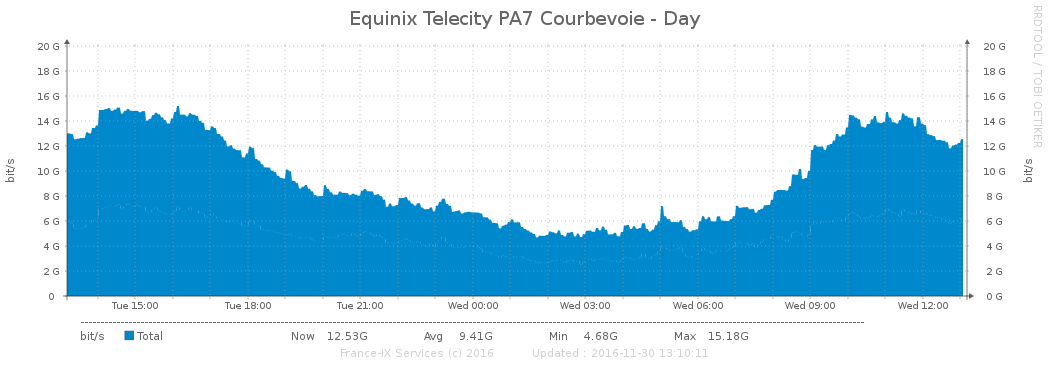 Equinix Telecity PA7 Courbevoie - Day
RRDTOOL / TOBI OETIKER
20 G 20 G
18 G 18 G
16 G 16 G
14 G 14 G
12 G 12 G
10 G 10 G
8 G 8 G
6 G 6 G
4 G 4 G
2 G 2 G
0 0 G
bit/s
bit/s
Tue 15:00 Tue 18:00 Tue 21:00 Wed 00:00 Wed 03:00 Wed 06:00 Wed 09:00 Wed 12:00
bit/s Total Now 12.53G Avg 9.41G Min 4.68G Max 15.18G
France-IX Services (c) 2016 Updated : 2016-11-30 13:10:11